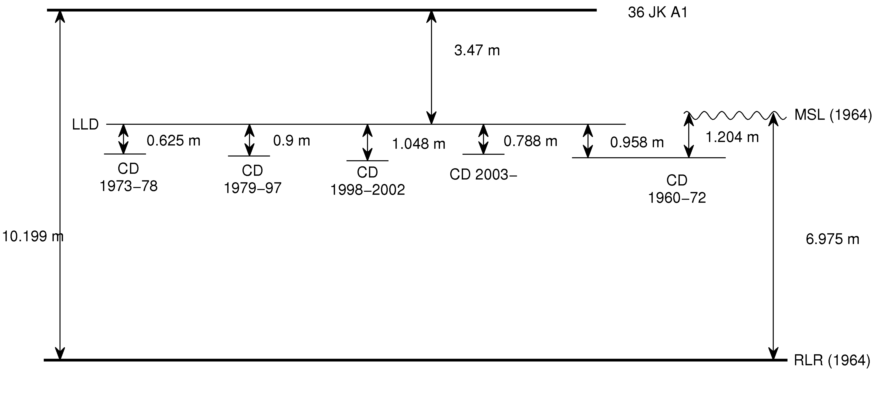 36 JK A1
3.47 m
MSL (1964)
LLD
0.625 m
0.9 m
1.048 m
0.788 m
0.958 m
1.204 m
CD
1973−78
CD
1979−97
CD
1998−2002
CD 2003−
CD
1960−72
10.199 m
6.975 m
RLR (1964)